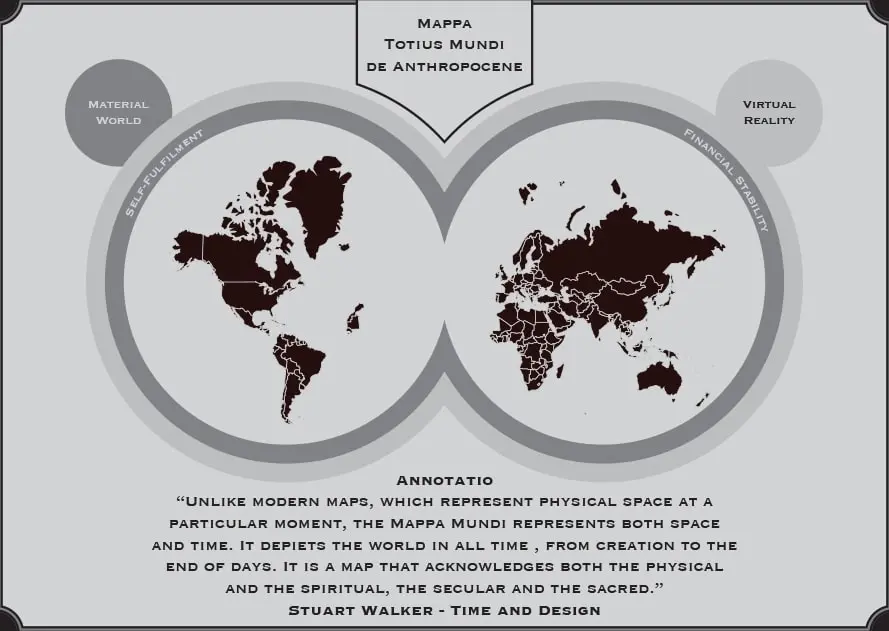 Mappa
Totius Mundi
de Anthropocene
Material
World
Virtual
Reality
Self-Fulfilment
Financial Stability
Annotatio
“Unlike modern maps, which represent physical space at a
particular moment, the Mappa Mundi represents both space
and time. It depiets the world in all time , from creation to the
end of days. It is a map that acknowledges both the physical
and the spiritual, the secular and the sacred.”
Stuart Walker - Time and Design